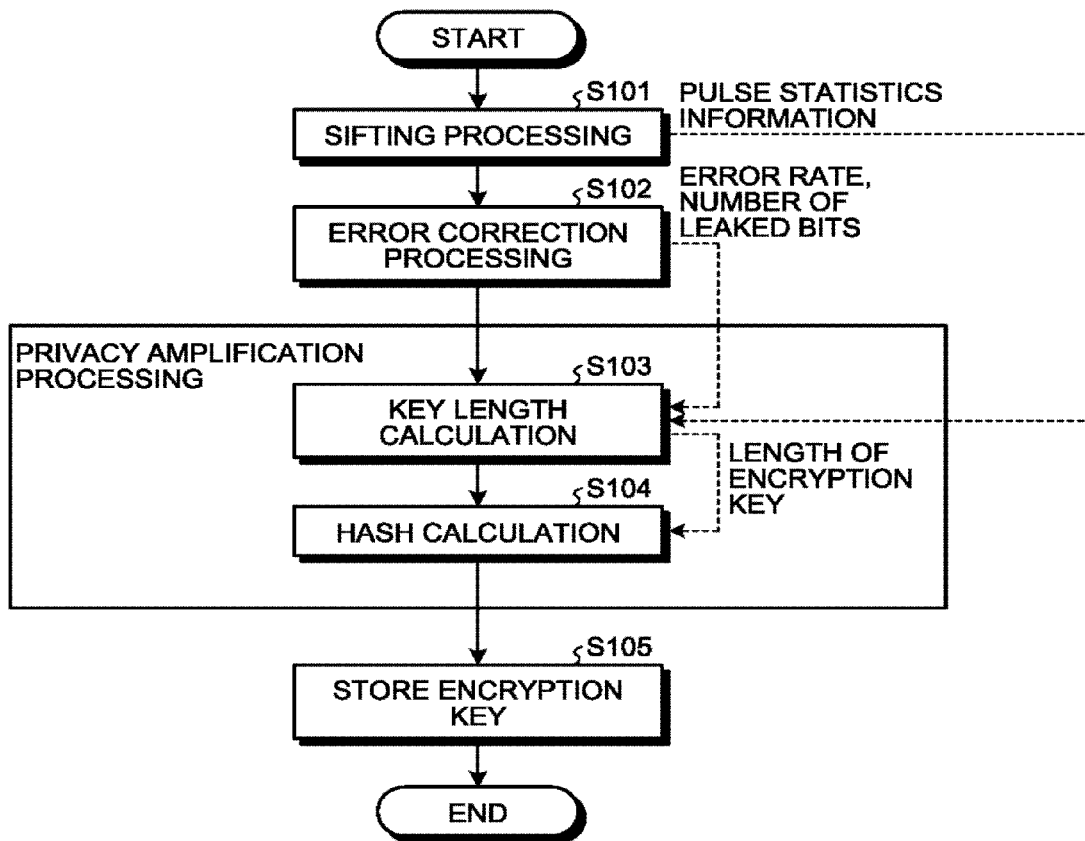 START
S101
SIFTING PROCESSING
PULSE STATISTICS
INFORMATION
S102
ERROR CORRECTION
PROCESSING
ERROR RATE,
NUMBER OF
LEAKED BITS
PRIVACY AMPLIFICATION
PROCESSING
S103
KEY LENGTH
CALCULATION
LENGTH OF
ENCRYPTION
KEY
S104
HASH CALCULATION
S105
STORE ENCRYPTION
KEY
END